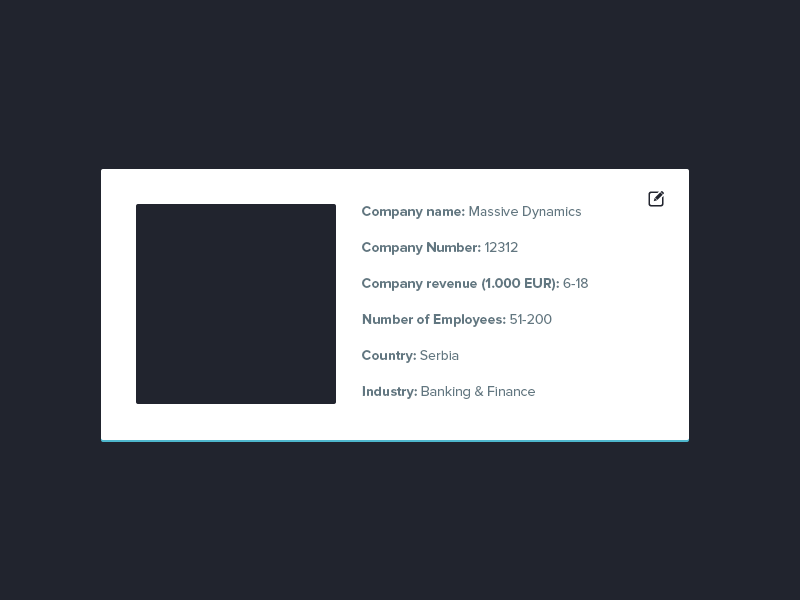 Company name: Massive Dynamics
Company Number: 12312
Company revenue (1.000 EUR): 6-18
Number of Employees: 51-200
Country: Serbia
Industry: Banking & Finance